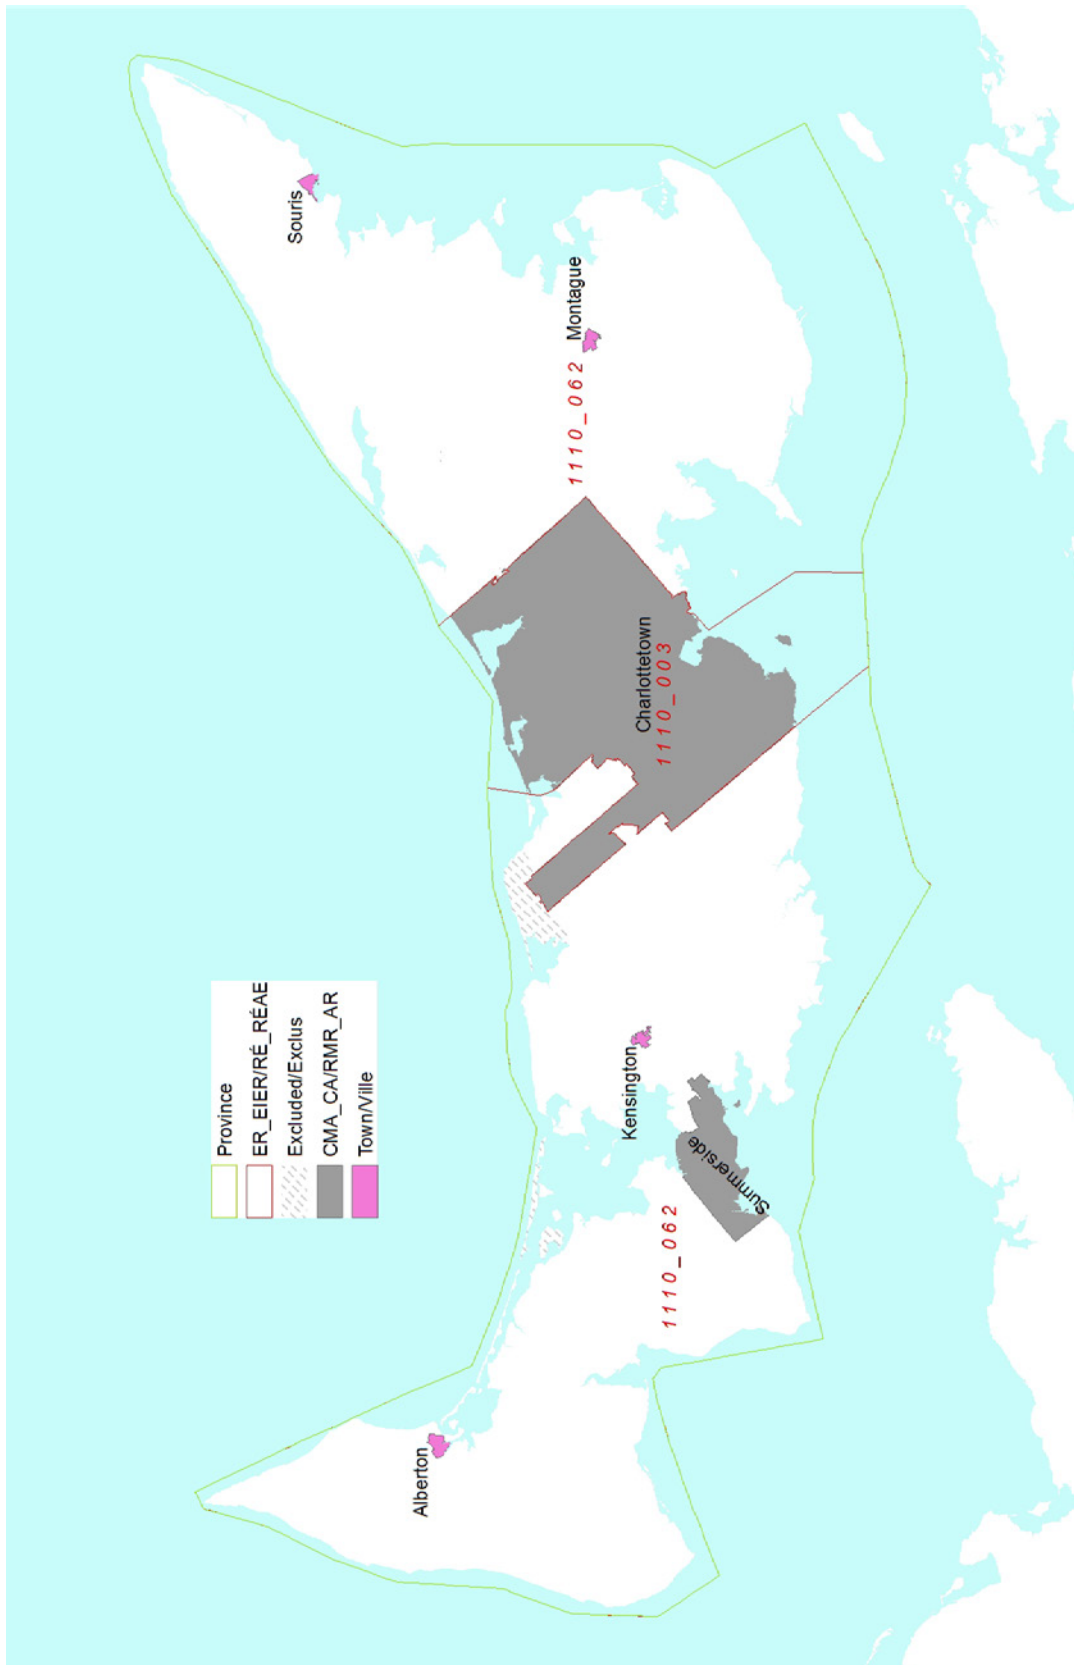 Province
ER_EIER/RÉ_RÉAE
Excluded/Exclus
CMA_CA/RMR_AR
Town/Ville
Alberton
Kensington
Summerside
1110_062
Charlottetown
1110_003
1110_062
Montague
Souris